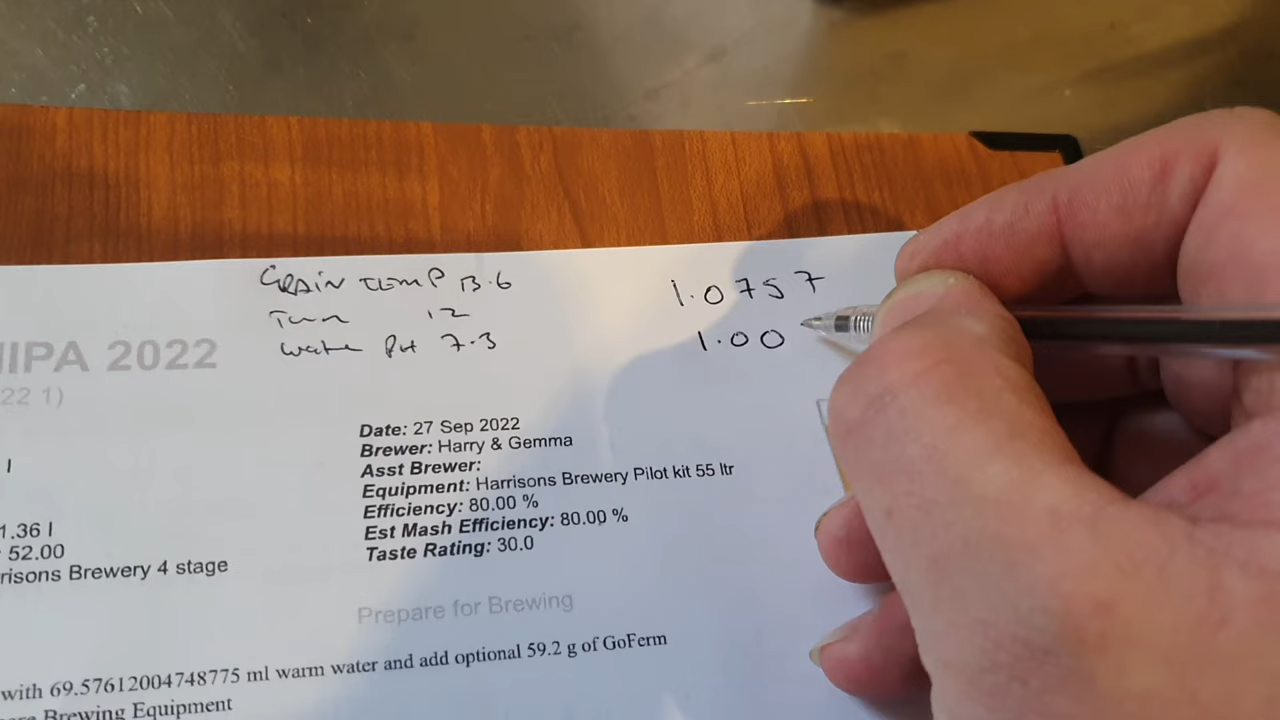 GRAIN TEMP 13.6
1.0757
Tun 12
Water PH 7.3
1.00
IIPA 2022
22 1)
Date: 27 Sep 2022
Brewer: Harry & Gemma
Asst Brewer:
Equipment: Harrisons Brewery Pilot kit 55 ltr
Efficiency: 80.00 %
Est Mash Efficiency: 80.00 %
Taste Rating: 30.0
l
1.36 l
52.00
risons Brewery 4 stage
Prepare for Brewing
with 69.57612004748775 ml warm water and add optional 59.2 g of GoFerm
Brewing Equipment